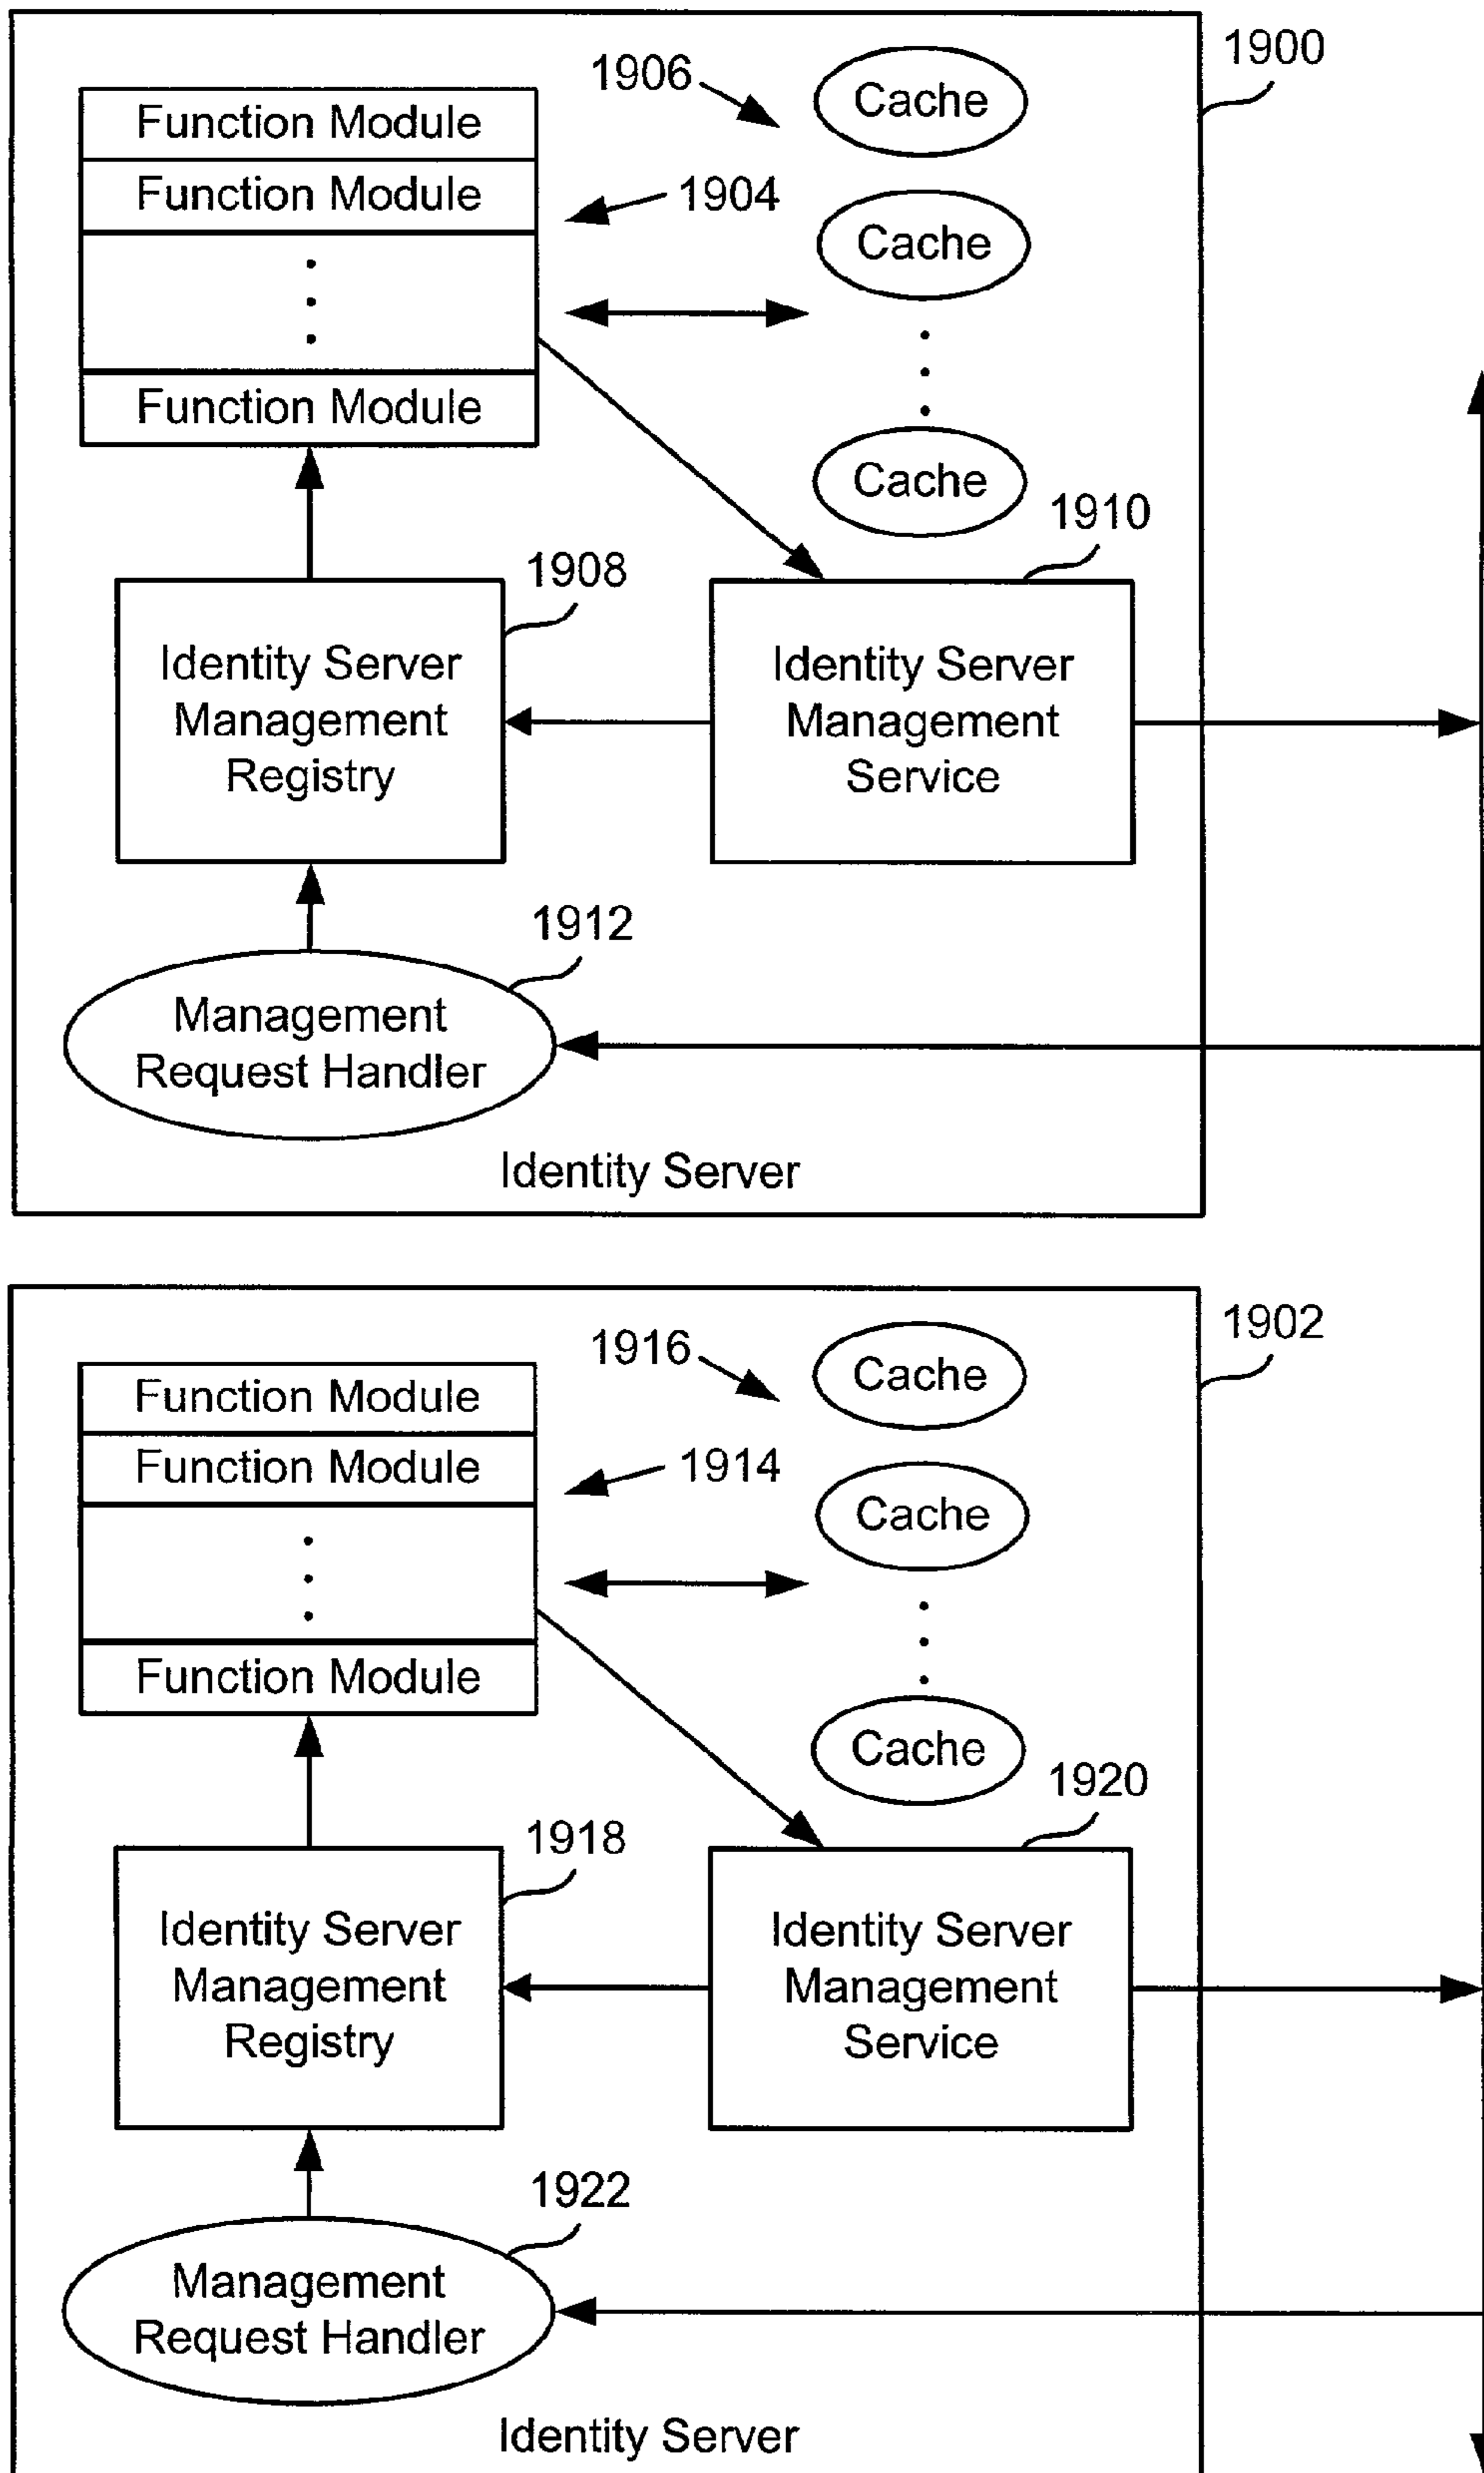 1900
1906
Cache
Function Module
Function Module
1904
Cache
Function Module
Cache
1910
1908
Identity Server
Management
Registry
Identity Server
Management
Service
1912
Management
Request Handler
Identity Server
1902
1916
Cache
Function Module
Function Module
1914
Cache
Function Module
Cache
1920
1918
Identity Server
Management
Registry
Identity Server
Management
Service
1922
Management
Request Handler
Identity Server